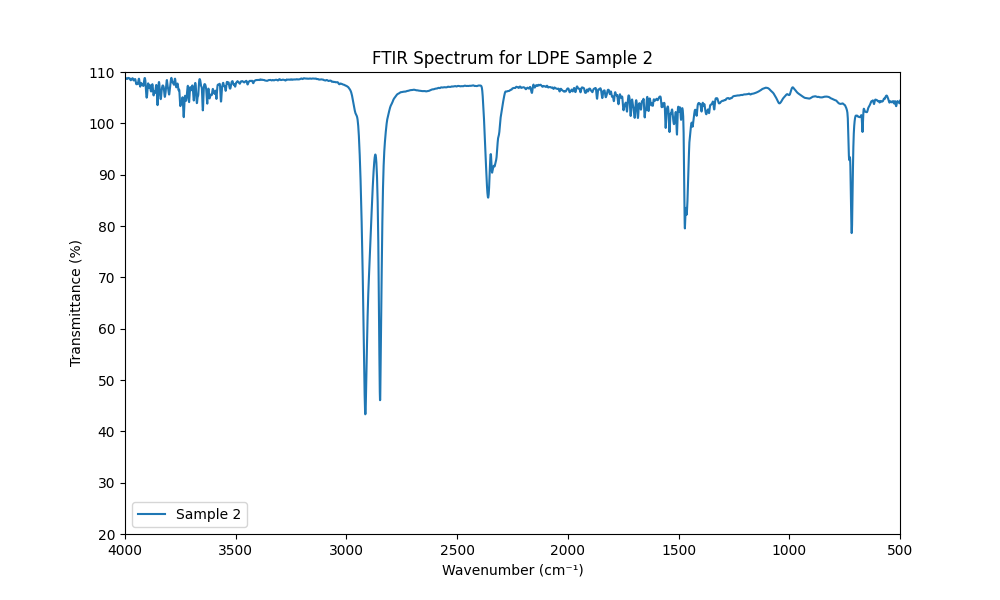 FTIR Spectrum for LDPE Sample 2
Transmittance (%)
110
100
90
80
70
60
50
40
30
20
Sample 2
4000 3500 3000 2500 2000 1500 1000 500
Wavenumber (cm⁻¹)